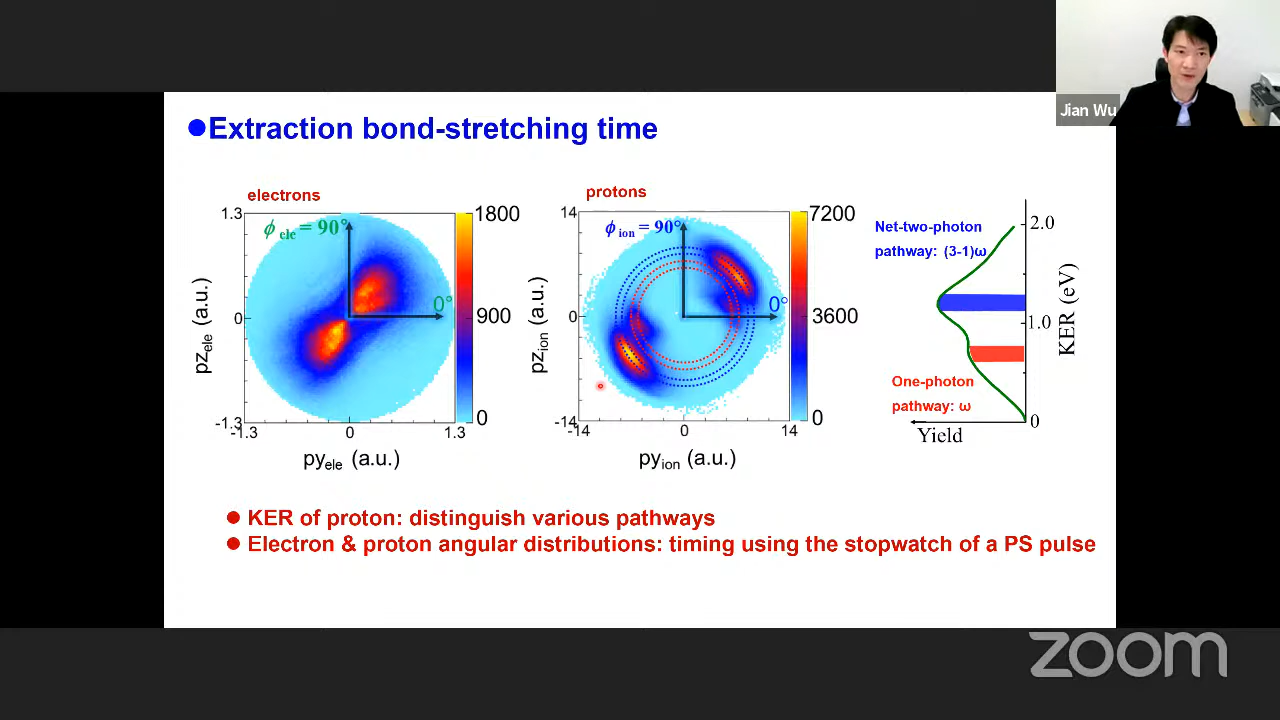 Jian Wu
●Extraction bond-stretching time
electrons
ϕ ele = 90°
0°
1.3
0
-1.3
-1.3
0
1.3
pz ele (a.u.)
py ele (a.u.)
1800
900
0
protons
ϕ ion = 90°
0°
14
0
-14
-14
0
14
pz ion (a.u.)
py ion (a.u.)
7200
3600
0
Net-two-photon
pathway: (3-1)ω
One-photon
pathway: ω
2.0
1.0
0
KER (eV)
Yield
● KER of proton: distinguish various pathways
● Electron & proton angular distributions: timing using the stopwatch of a PS pulse
zoom